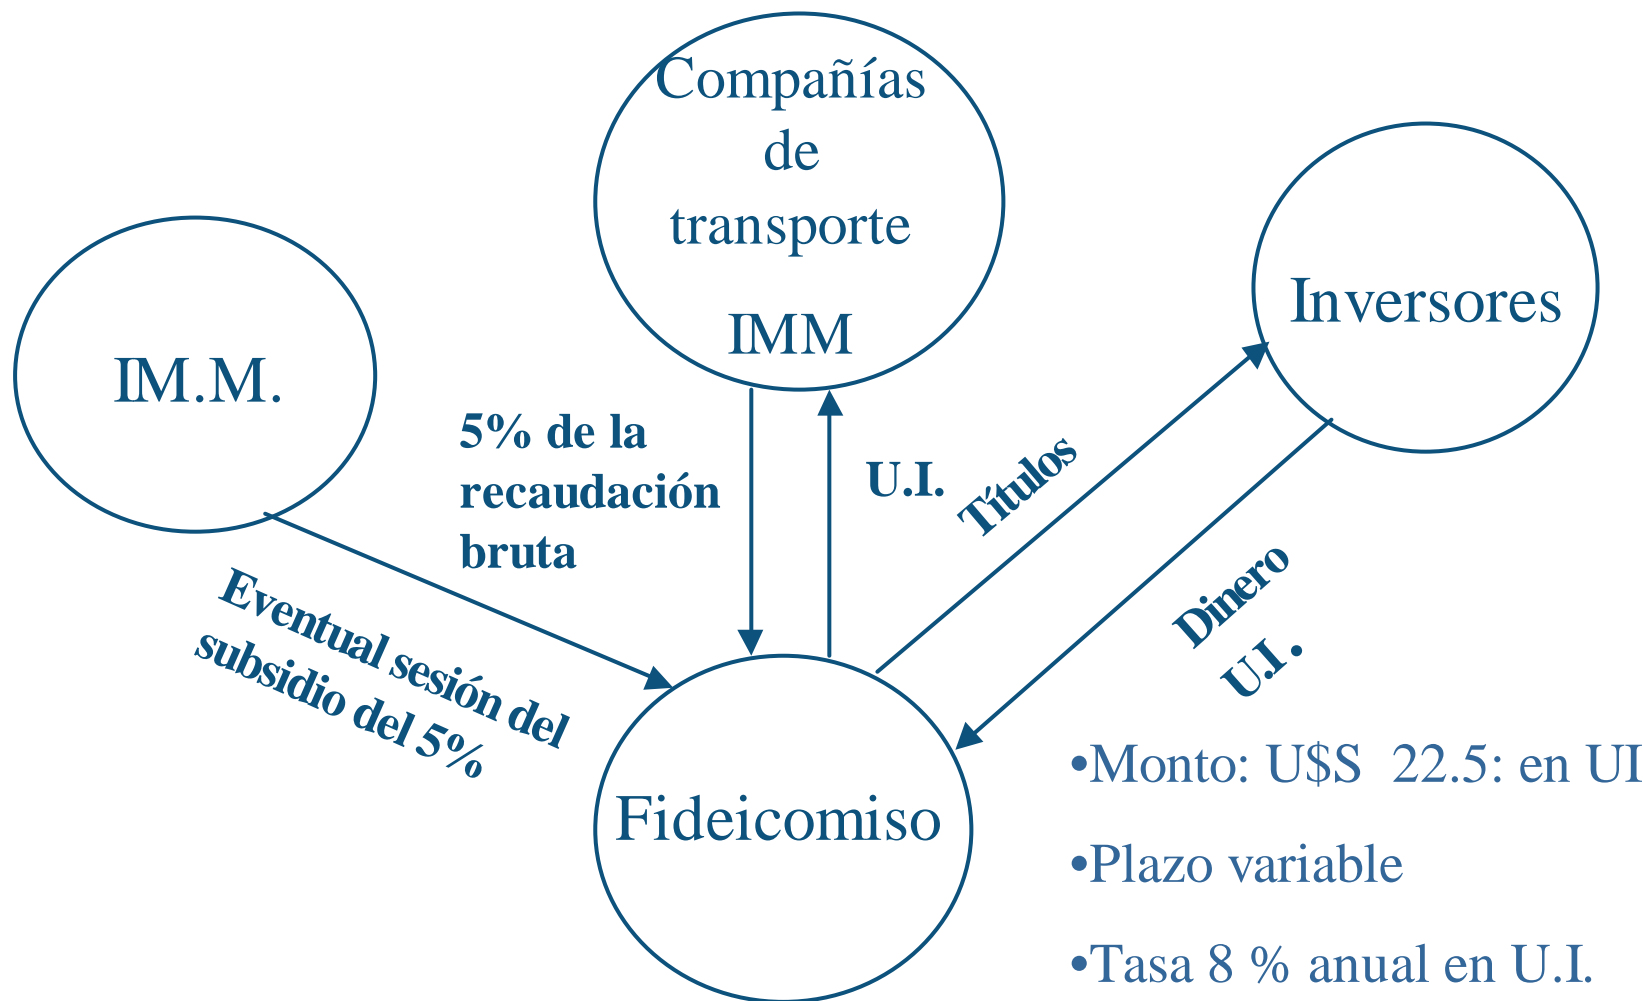 Compañías
de
transporte
IMM
Inversores
IM.M.
5% de la
recaudación
bruta
U.I.
Títulos
Dinero
U.I.
Eventual sesión del
subsidio del 5%
Fideicomiso
•Monto: U$S 22.5: en UI
•Plazo variable
•Tasa 8 % anual en U.I.